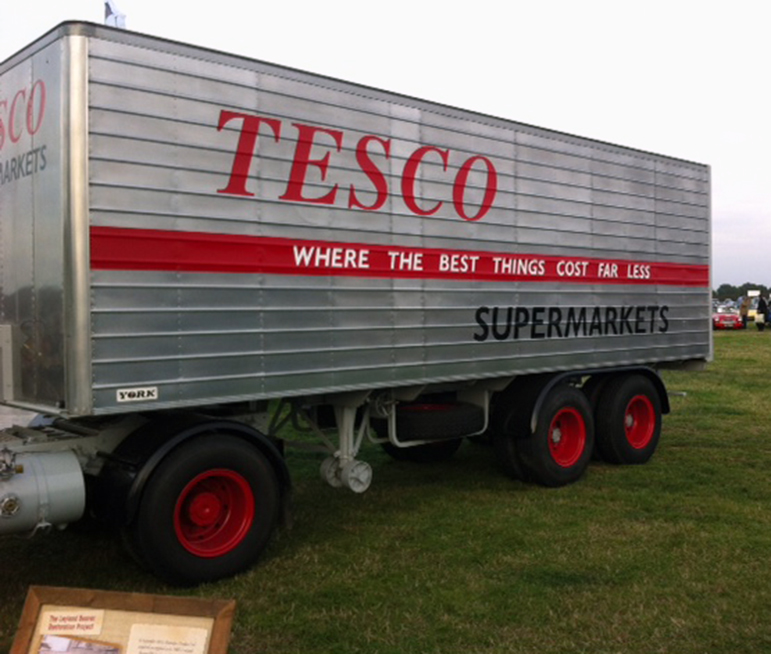 SCO
MARKETS
TESCO
WHERE THE BEST THINGS COST FAR LESS
SUPERMARKETS
YORK
The Leyland Beaver
Restoration Project